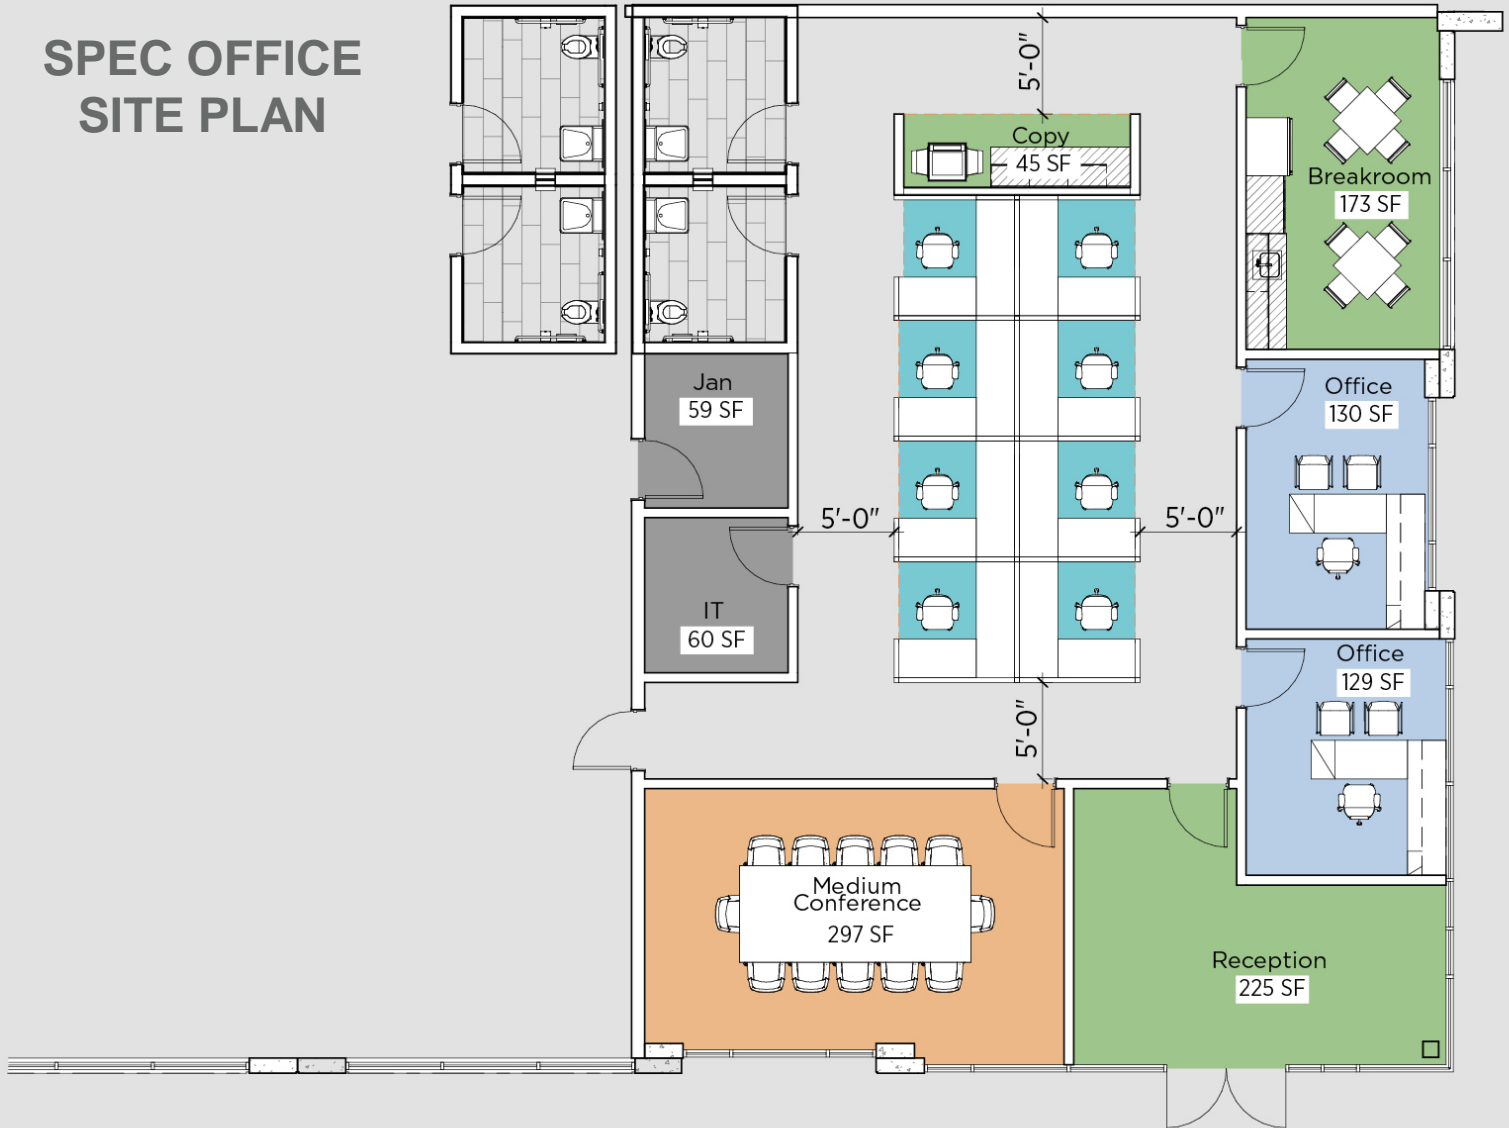 SPEC OFFICE
SITE PLAN
5'-0"
Copy
45 SF
Breakroom
173 SF
Jan
59 SF
Office
130 SF
5'-0"
5'-0"
IT
60 SF
Office
129 SF
5'-0"
Medium
Conference
297 SF
Reception
225 SF